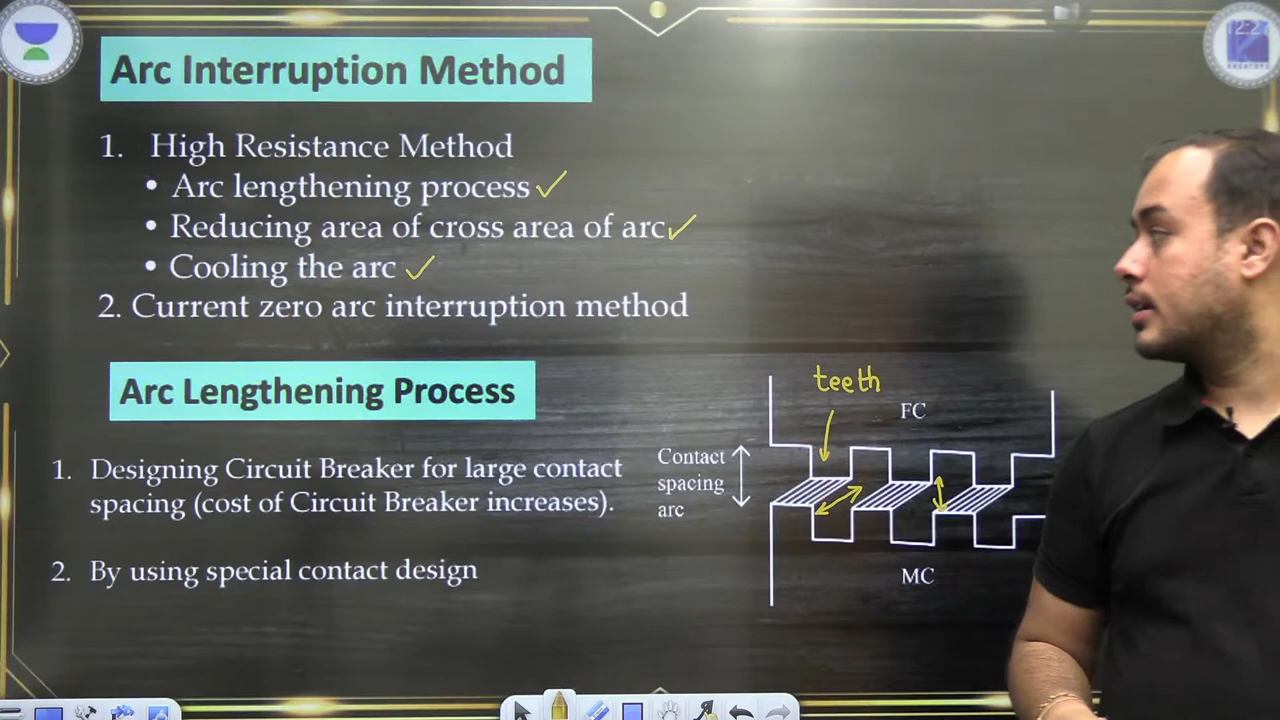 Arc Interruption Method
1. High Resistance Method
• Arc lengthening process
• Reducing area of cross area of arc
• Cooling the arc
2. Current zero arc interruption method
Arc Lengthening Process
1. Designing Circuit Breaker for large contact
spacing (cost of Circuit Breaker increases).
2. By using special contact design
teeth
FC
Contact
spacing
arc
MC